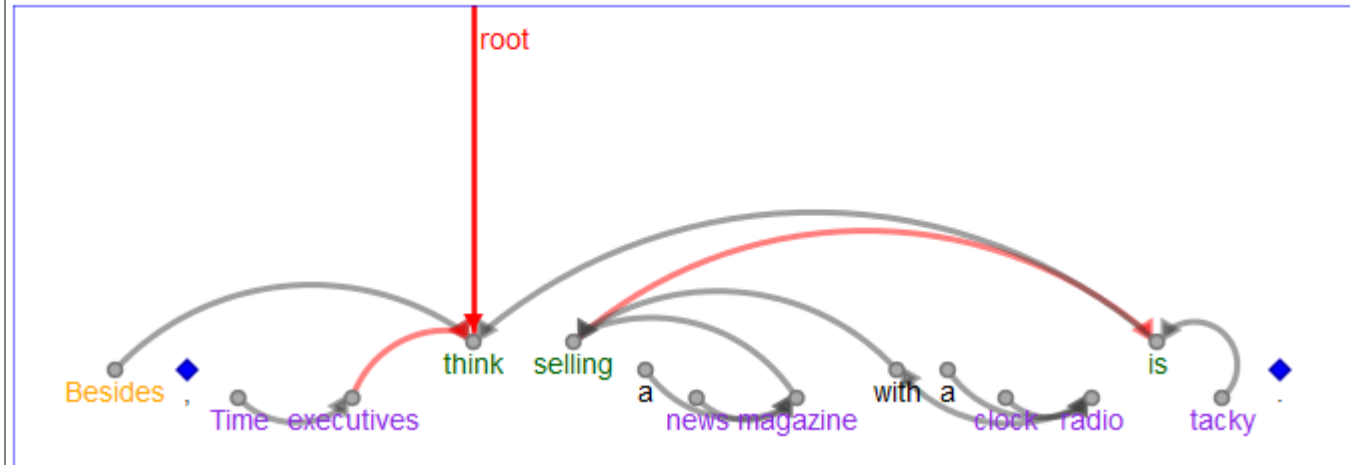 root
Besides , Time executives think selling a news magazine with a clock radio is tacky .